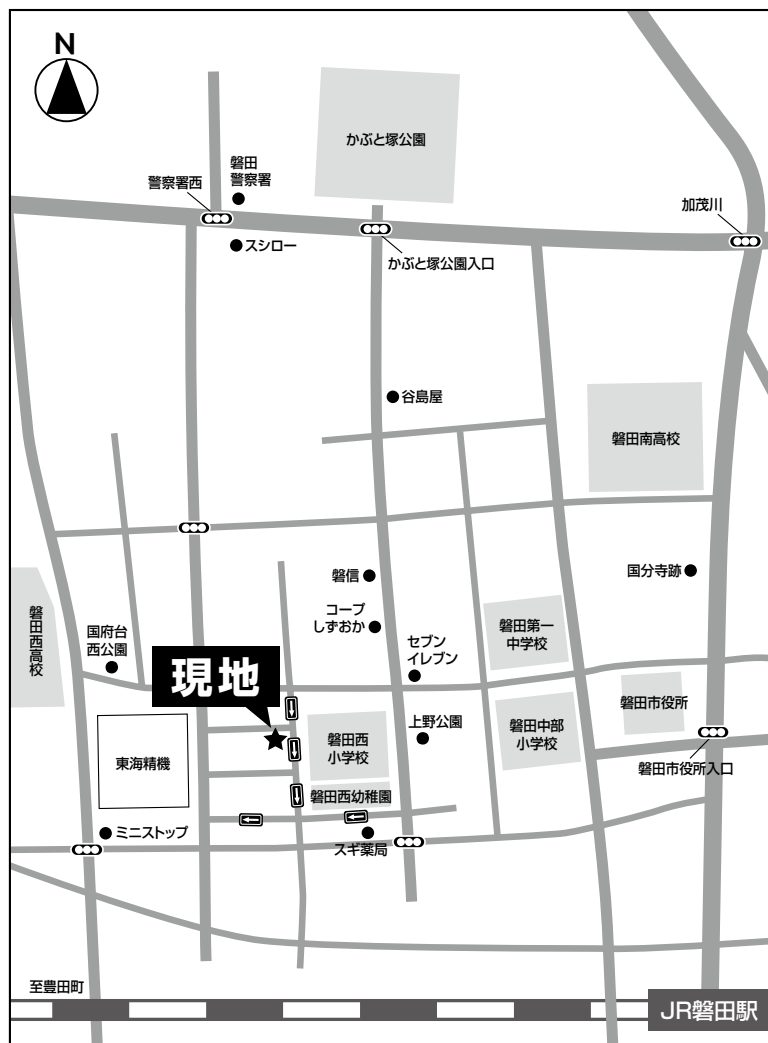 N
かぶと塚公園
磐田
警察署
警察署西
加茂川
スシロー
かぶと塚公園入口
谷島屋
磐田南高校
磐信
国分寺跡
コープ
しずおか
磐田第一
中学校
磐田西高校
国府台
西公園
セブン
イレブン
現地
磐田市役所
上野公園
磐田中部
小学校
磐田西
小学校
東海精機
磐田市役所入口
磐田西幼稚園
ミニストップ
スギ薬局
至豊田町
JR磐田駅